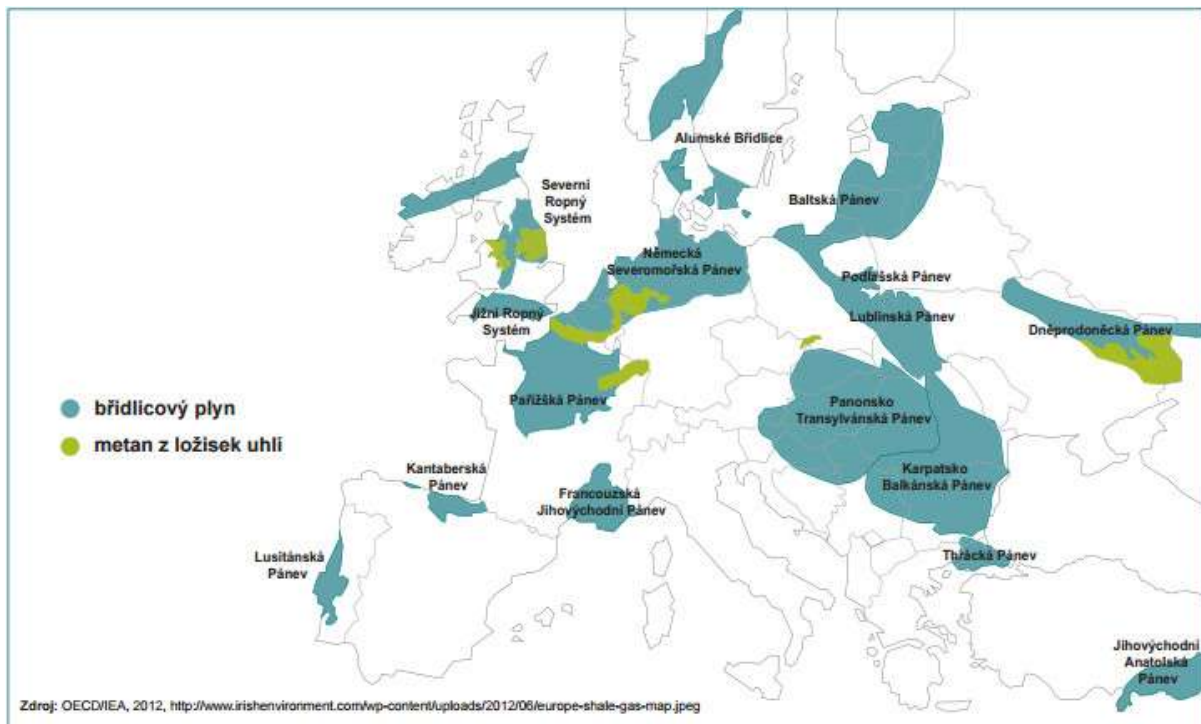 Alumské Břidlice
Severní
Ropný
Systém
Baltská Pánev
Německá
Severomořská Pánev
Podlašská Pánev
Jižní Ropný
Systém
Lublinská Pánev
Dněprodoněcká Pánev
Pařížská Pánev
Panonsko
Transylvánská Pánev
břidlicový plyn
metan z ložisek uhlí
Kantaberská
Pánev
Francouzská
Jihovýchodní Pánev
Karpatsko
Balkánská Pánev
Lusitánská
Pánev
Thrácká Pánev
Jihovýchodní
Anatolská
Pánev
Zdroj: OECD/IEA, 2012, http://www.irishenvironment.com/wp-content/uploads/2012/06/europe-shale-gas-map.jpeg